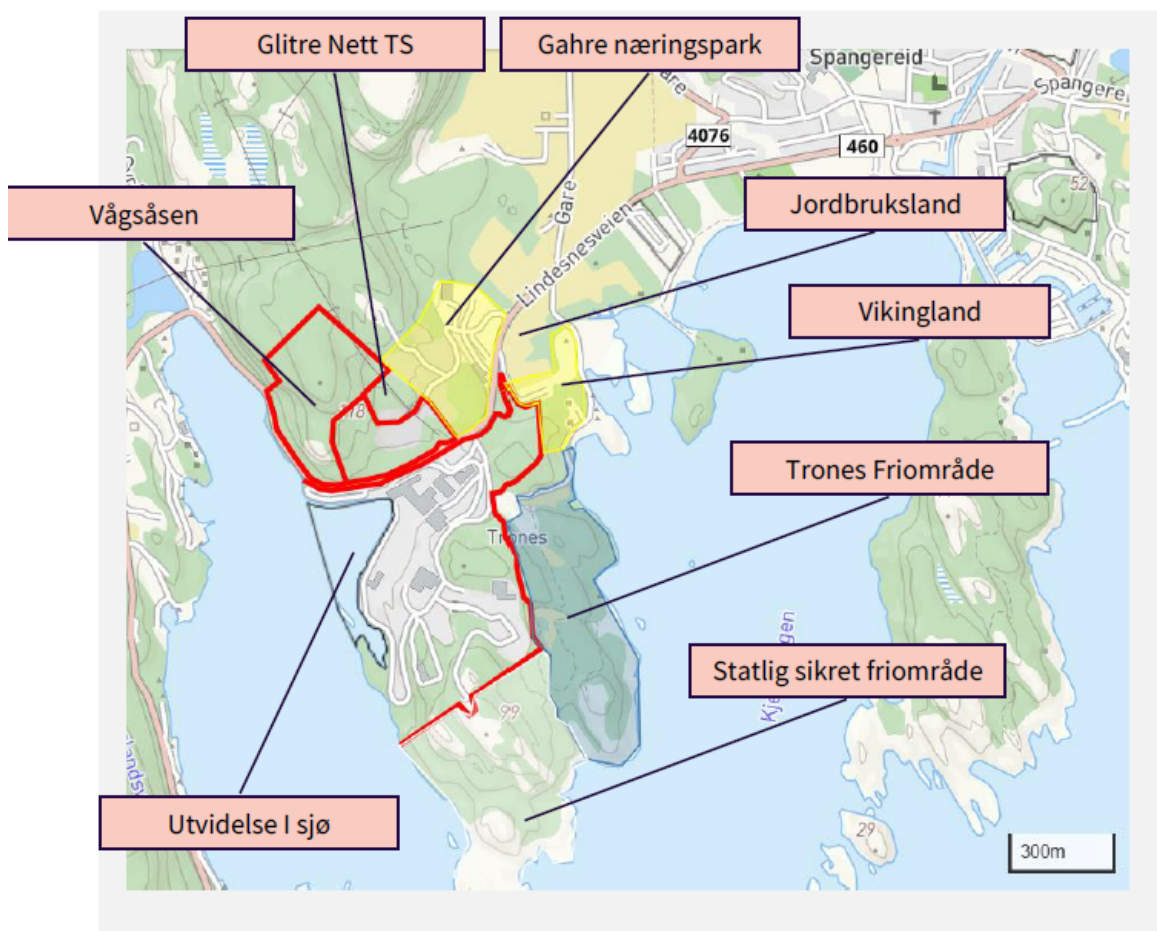 Glitre Nett TS
Gahre næringspark
Spangereid
4076
460
52
Gare
Vågsåsen
Jordbruksland
Lindesnesveien
Vikingland
Trones Friområde
Trones
Statlig sikret friområde
99
Utvidelse I sjø
29
300m